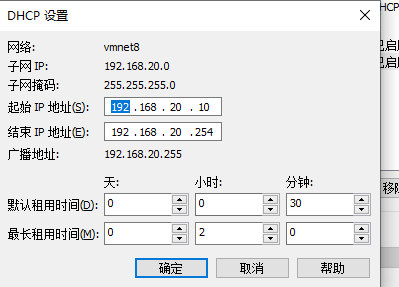 DHCP 设置
网络: vmnet8
子网 IP: 192.168.20.0
子网掩码: 255.255.255.0
起始 IP 地址(S): 192 . 168 . 20 . 10
结束 IP 地址(E): 192 . 168 . 20 .254
广播地址: 192.168.20.255
天: 小时: 分钟:
默认租用时间(D): 0 0 30
最长租用时间(M): 0 2 0
确定 取消 帮助
HCP
已启
已启
移除